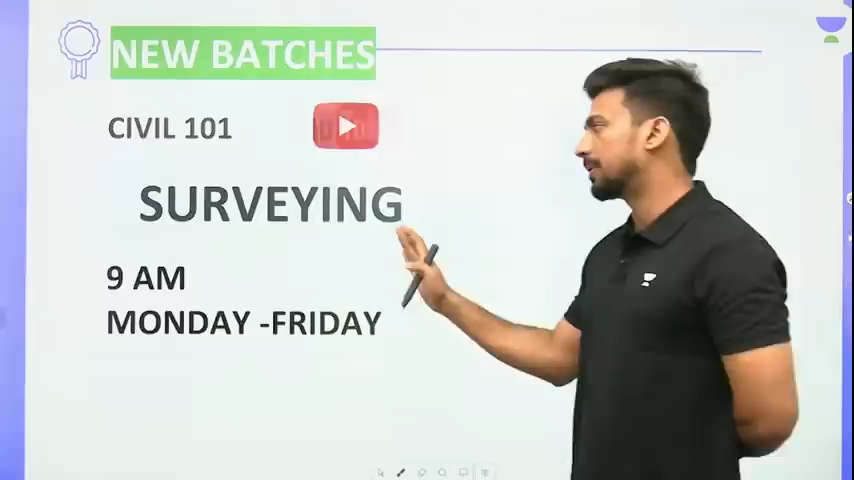 NEW BATCHES
CIVIL 101
SURVEYING
9 AM
MONDAY -FRIDAY